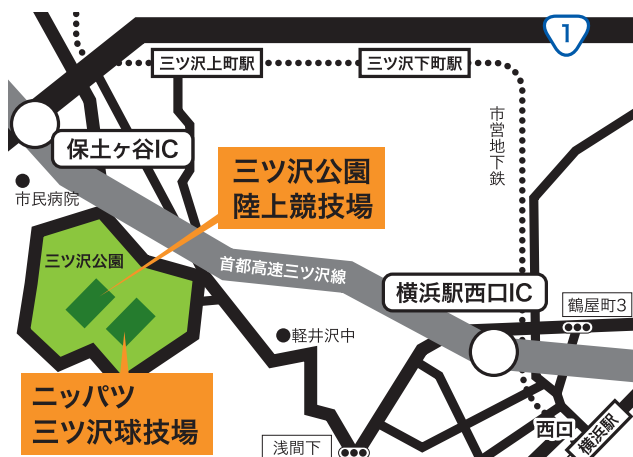 1
三ツ沢上町駅
三ツ沢下町駅
市営地下鉄
保土ヶ谷IC
三ツ沢公園
陸上競技場
市民病院
三ツ沢公園
首都高速三ツ沢線
横浜駅西口IC
鶴屋町3
軽井沢中
ニッパツ
三ツ沢球技場
浅間下
西口
横浜駅